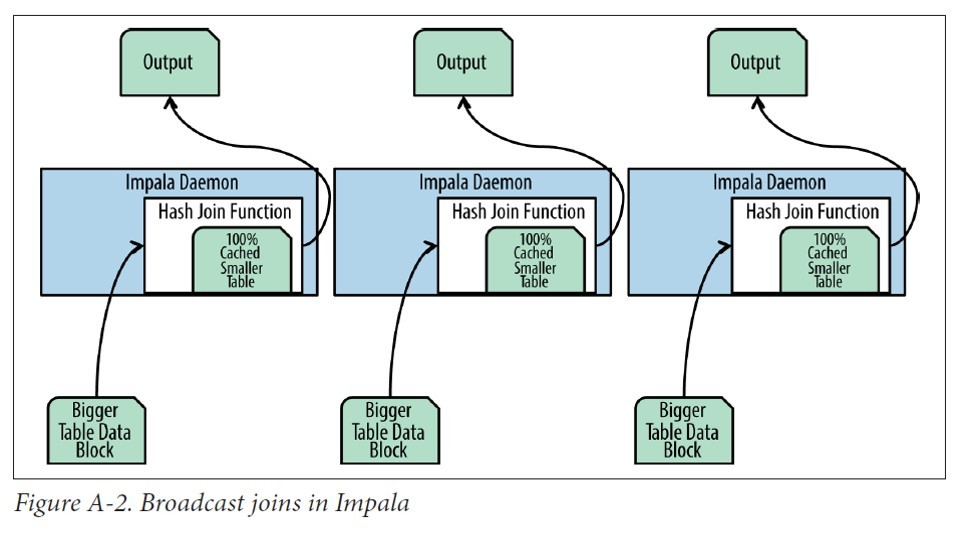 Output
Output
Output
Impala Daemon
Impala Daemon
Impala Daemon
Hash Join Function
Hash Join Function
Hash Join Function
100%
Cached
Smaller
Table
100%
Cached
Smaller
Table
100%
Cached
Smaller
Table
Bigger
Table Data
Block
Bigger
Table Data
Block
Bigger
Table Data
Block
Figure A-2. Broadcast joins in Impala